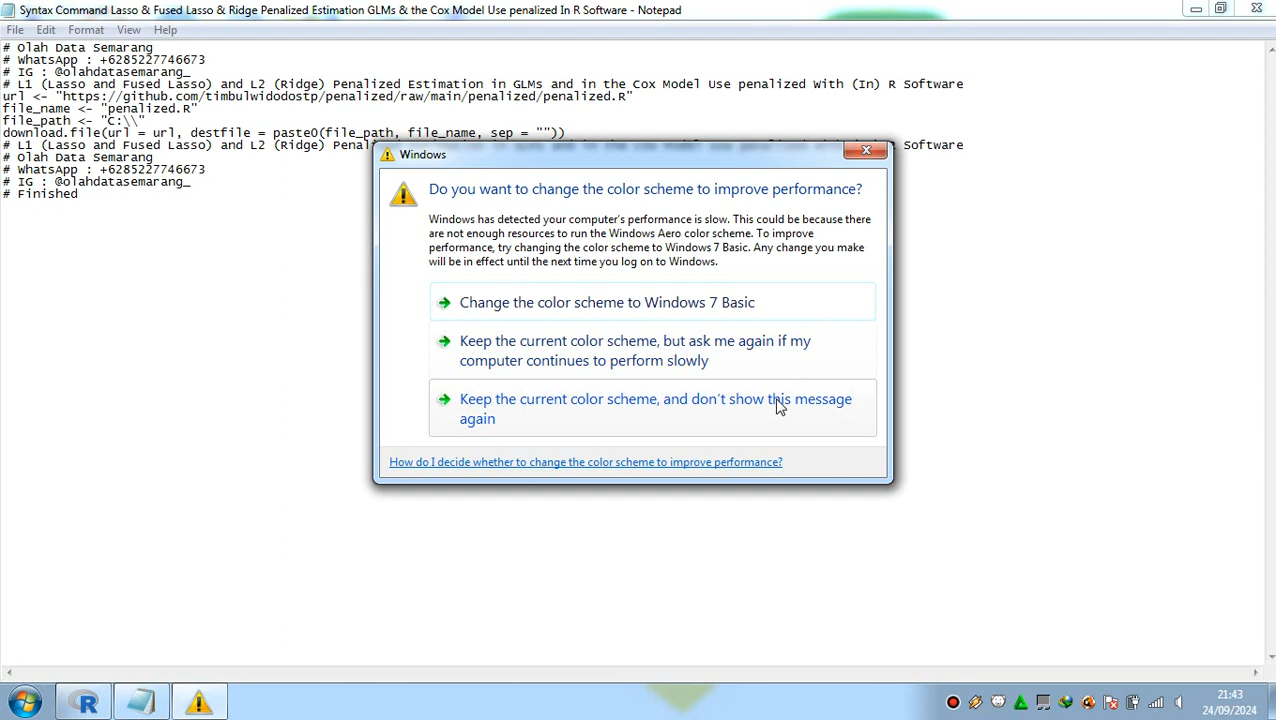 Syntax Command Lasso & Fused Lasso & Ridge Penalized Estimation GLMs & the Cox Model Use penalized In R Software - Notepad
File Edit Format View Help
# Olah Data Semarang
# WhatsApp : +6285227746673
# IG : @olahdatasemarang_
# L1 (Lasso and Fused Lasso) and L2 (Ridge) Penalized Estimation in GLMs and in the Cox Model Use penalized With (In) R Software
url <- "https://github.com/timbulwidodostp/penalized/raw/main/penalized/penalized.R"
file_name <- "penalized.R"
file_path <- "C:\\"
download.file(url = url, destfile = paste0(file_path, file_name, sep = ""))
# L1 (Lasso and Fused Lasso) and L2 (Ridge) Software
# Olah Data Semarang
# WhatsApp : +6285227746673
# IG : @olahdatasemarang_
# Finished
Windows
Do you want to change the color scheme to improve performance?
Windows has detected your computer's performance is slow. This could be because there
are not enough resources to run the Windows Aero color scheme. To improve
performance, try changing the color scheme to Windows 7 Basic. Any change you make
will be in effect until the next time you log on to Windows.
Change the color scheme to Windows 7 Basic
Keep the current color scheme, but ask me again if my
computer continues to perform slowly
Keep the current color scheme, and don't show this message
again
How do I decide whether to change the color scheme to improve performance?
21:43
24/09/2024